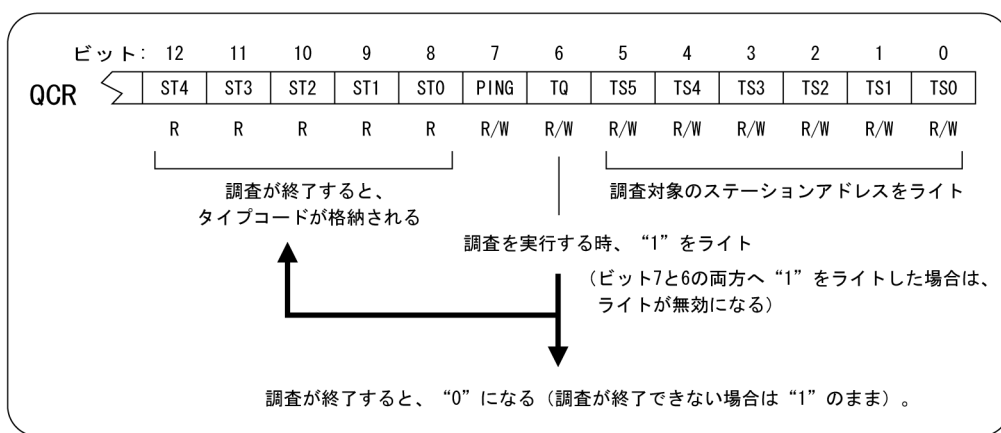 ビット: 12 11 10 9 8 7 6 5 4 3 2 1 0
QCR ST4 ST3 ST2 ST1 ST0 PING TQ TS5 TS4 TS3 TS2 TS1 TS0
R R R R R R/W R/W R/W R/W R/W R/W R/W R/W
調査が終了すると、
タイプコードが格納される
調査対象のステーションアドレスをライト
調査を実行する時、“1”をライト
（ビット7と6の両方へ“1”をライトした場合は、
ライトが無効になる）
調査が終了すると、“0”になる（調査が終了できない場合は“1”のまま）。